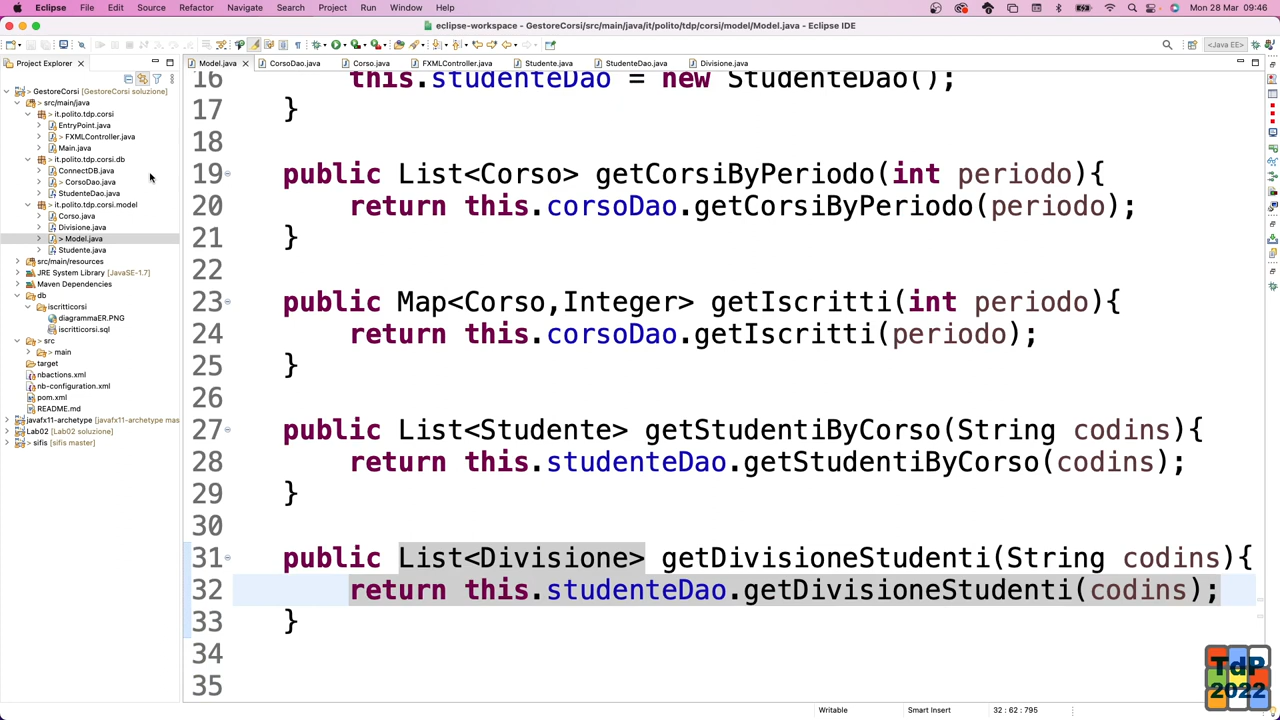 Eclipse File Edit Source Refactor Navigate Search Project Run Window Help Mon 28 Mar 09:46
eclipse-workspace - GestoreCorsi/src/main/java/it/polito/tdp/corsi/model/Model.java - Eclipse IDE
<Java EE>
Project Explorer
Model.java CorsoDao.java Corso.java FXMLController.java Studente.java StudenteDao.java Divisione.java
GestoreCorsi [GestoreCorsi soluzione]
> src/main/java
> it.polito.tdp.corsi
EntryPoint.java
> FXMLController.java
Main.java
> it.polito.tdp.corsi.db
ConnectDB.java
> CorsoDao.java
StudenteDao.java
> it.polito.tdp.corsi.model
Corso.java
Divisione.java
> Model.java
Studente.java
src/main/resources
JRE System Library [JavaSE-1.7]
Maven Dependencies
db
iscritticorsi
diagrammaER.PNG
iscritticorsi.sql
> src
> main
target
nbactions.xml
nb-configuration.xml
pom.xml
README.md
javafx11-archetype [javafx11-archetype mas
Lab02 [Lab02 soluzione]
> sifis [sifis master]
16 this.studenteDao = new StudenteDao();
17 }
18
19 public List<Corso> getCorsiByPeriodo(int periodo){
20 return this.corsoDao.getCorsiByPeriodo(periodo);
21 }
22
23 public Map<Corso,Integer> getIscritti(int periodo){
24 return this.corsoDao.getIscritti(periodo);
25 }
26
27 public List<Studente> getStudentiByCorso(String codins){
28 return this.studenteDao.getStudentiByCorso(codins);
29 }
30
31 public List<Divisione> getDivisioneStudenti(String codins){
32 return this.studenteDao.getDivisioneStudenti(codins);
33 }
34
35
TdP
2022
Writable Smart Insert 32 : 62 : 795